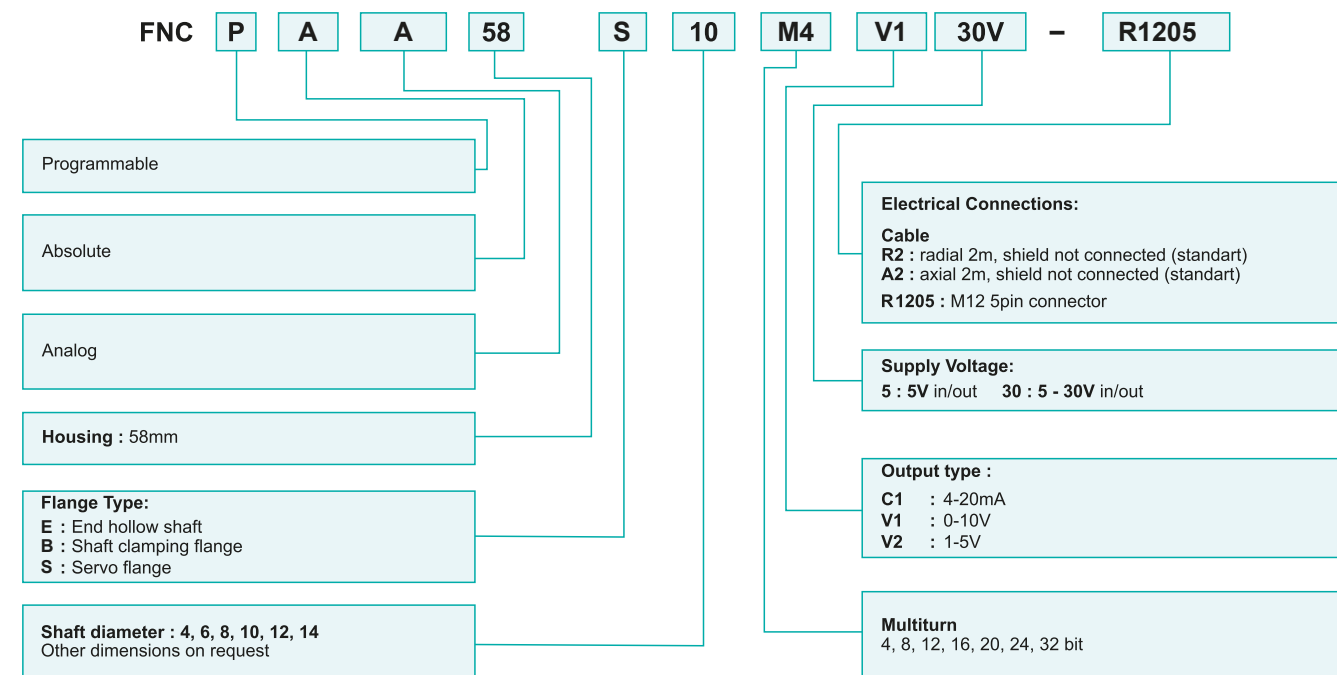 FNC P A A 58 S 10 M4 V1 30V – R1205
Programmable
Absolute
Analog
Housing : 58mm
Flange Type:
E : End hollow shaft
B : Shaft clamping flange
S : Servo flange
Shaft diameter : 4, 6, 8, 10, 12, 14
Other dimensions on request
Electrical Connections:
Cable
R2 : radial 2m, shield not connected (standart)
A2 : axial 2m, shield not connected (standart)
R1205 : M12 5pin connector
Supply Voltage:
5 : 5V in/out 30 : 5 - 30V in/out
Output type :
C1 : 4-20mA
V1 : 0-10V
V2 : 1-5V
Multiturn
4, 8, 12, 16, 20, 24, 32 bit